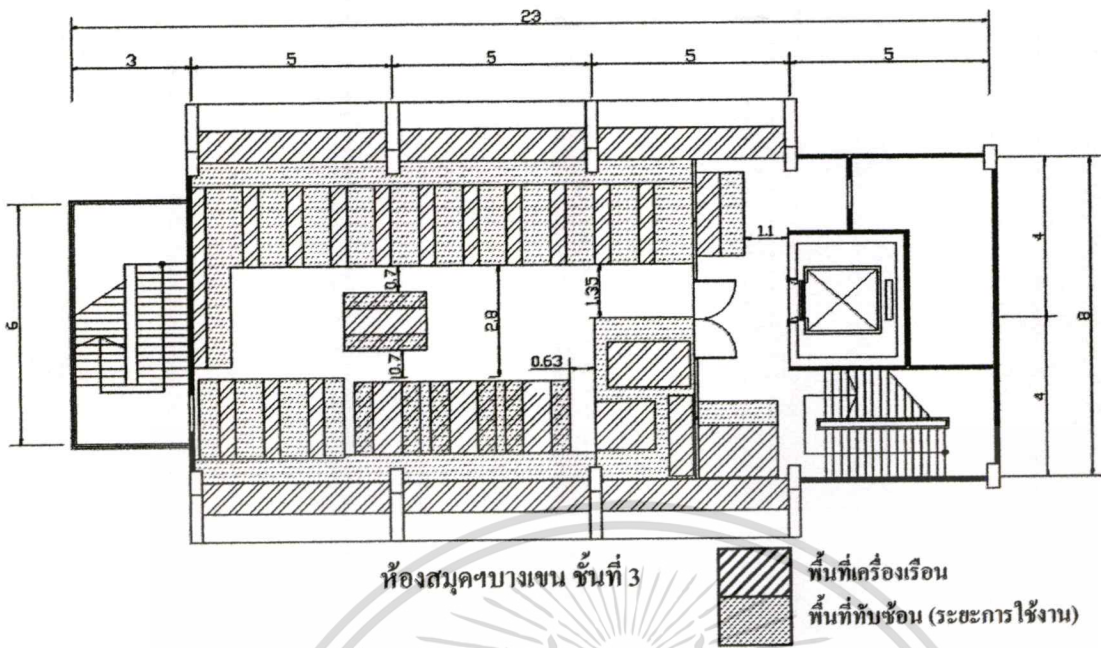 23
3 5 5 5 5
1.1
0.7
2.8
1.35
6
4
8
0.7
0.63
4
ห้องสมุดฯบางเขน ชั้นที่ 3
พื้นที่เครื่องเรือน
พื้นที่ทับซ้อน (ระยะการใช้งาน)